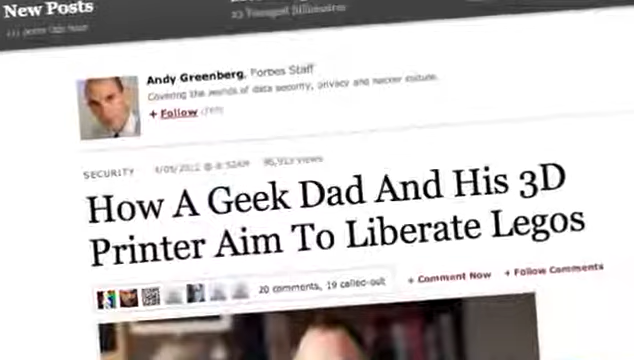 New Posts
Andy Greenberg, Forbes Staff
Covering the worlds of data security, privacy and hacker culture.
+ Follow
SECURITY
How A Geek Dad And His 3D
Printer Aim To Liberate Legos
20 comments, 19 called-out
+ Comment Now
+ Follow Comments